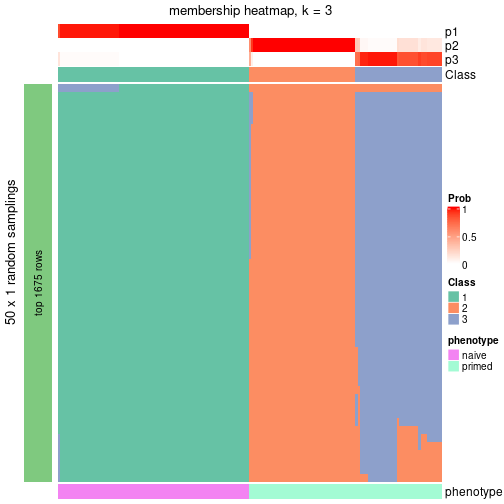 membership heatmap, k = 3
p1
p2
p3
Class
50 x 1 random samplings
top 1675 rows
Prob
1
0.5
0
Class
1
2
3
phenotype
naive
primed
phenotype